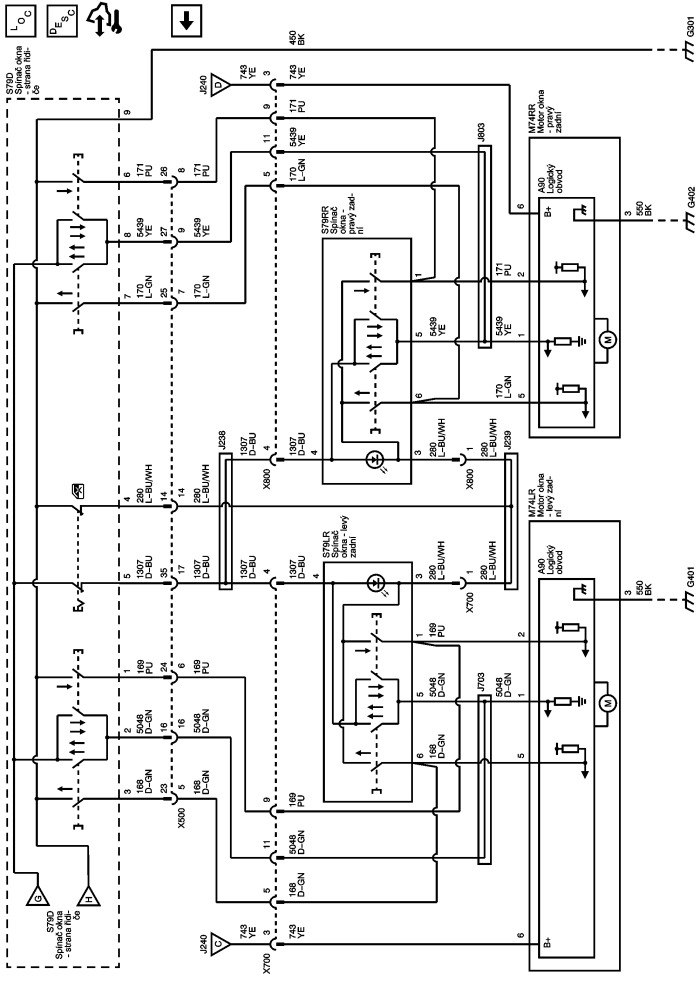 LOC
DESC
S79D
Spínač okna
- strana řidi-
če
G
H
S79D
Spínač okna
- strana řidi-
če
3
2
1
5
4
7
8
6
9
168
D-GN
5048
D-GN
169
PU
1307
D-BU
280
L-BU/WH
170
L-GN
5439
YE
171
PU
X500
23
16
24
35
14
25
27
26
5
16
6
17
14
7
9
8
168
D-GN
5048
D-GN
169
PU
1307
D-BU
280
L-BU/WH
170
L-GN
5439
YE
171
PU
J240
C
743
YE
J238
1307
D-BU
1307
D-BU
J240
D
743
YE
X700
3
5
11
9
4
4
X800
5
11
9
3
743
YE
168
D-GN
5048
D-GN
169
PU
1307
D-BU
1307
D-BU
170
L-GN
5439
YE
171
PU
743
YE
450
BK
G301
S79LR
Spínač
okna - levý
zadní
4
6
5
1
3
S79RR
Spínač
okna -
pravý zad-
ní
4
6
5
1
3
168
D-GN
5048
D-GN
169
PU
280
L-BU/WH
280
L-BU/WH
5439
YE
X700
1
X800
1
J703
J239
J803
5048
D-GN
280
L-BU/WH
280
L-BU/WH
170
L-GN
5439
YE
171
PU
M74LR
Motor okna
- levý zad-
ní
A90
Logický
obvod
6
5
1
2
B+
M
3
550
BK
G401
M74RR
Motor okna
- pravý
zadní
A90
Logický
obvod
5
1
2
6
B+
M
3
550
BK
G402